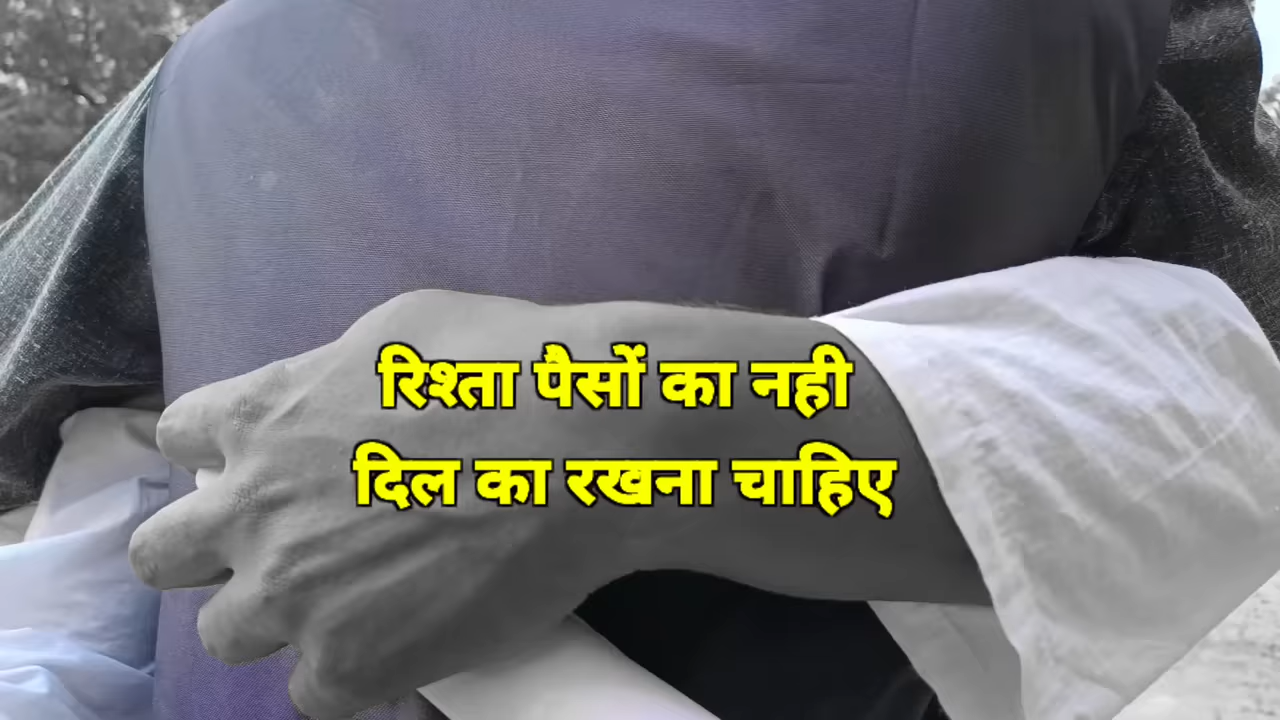 रिश्ता पैसों का नही
दिल का रखना चाहिए